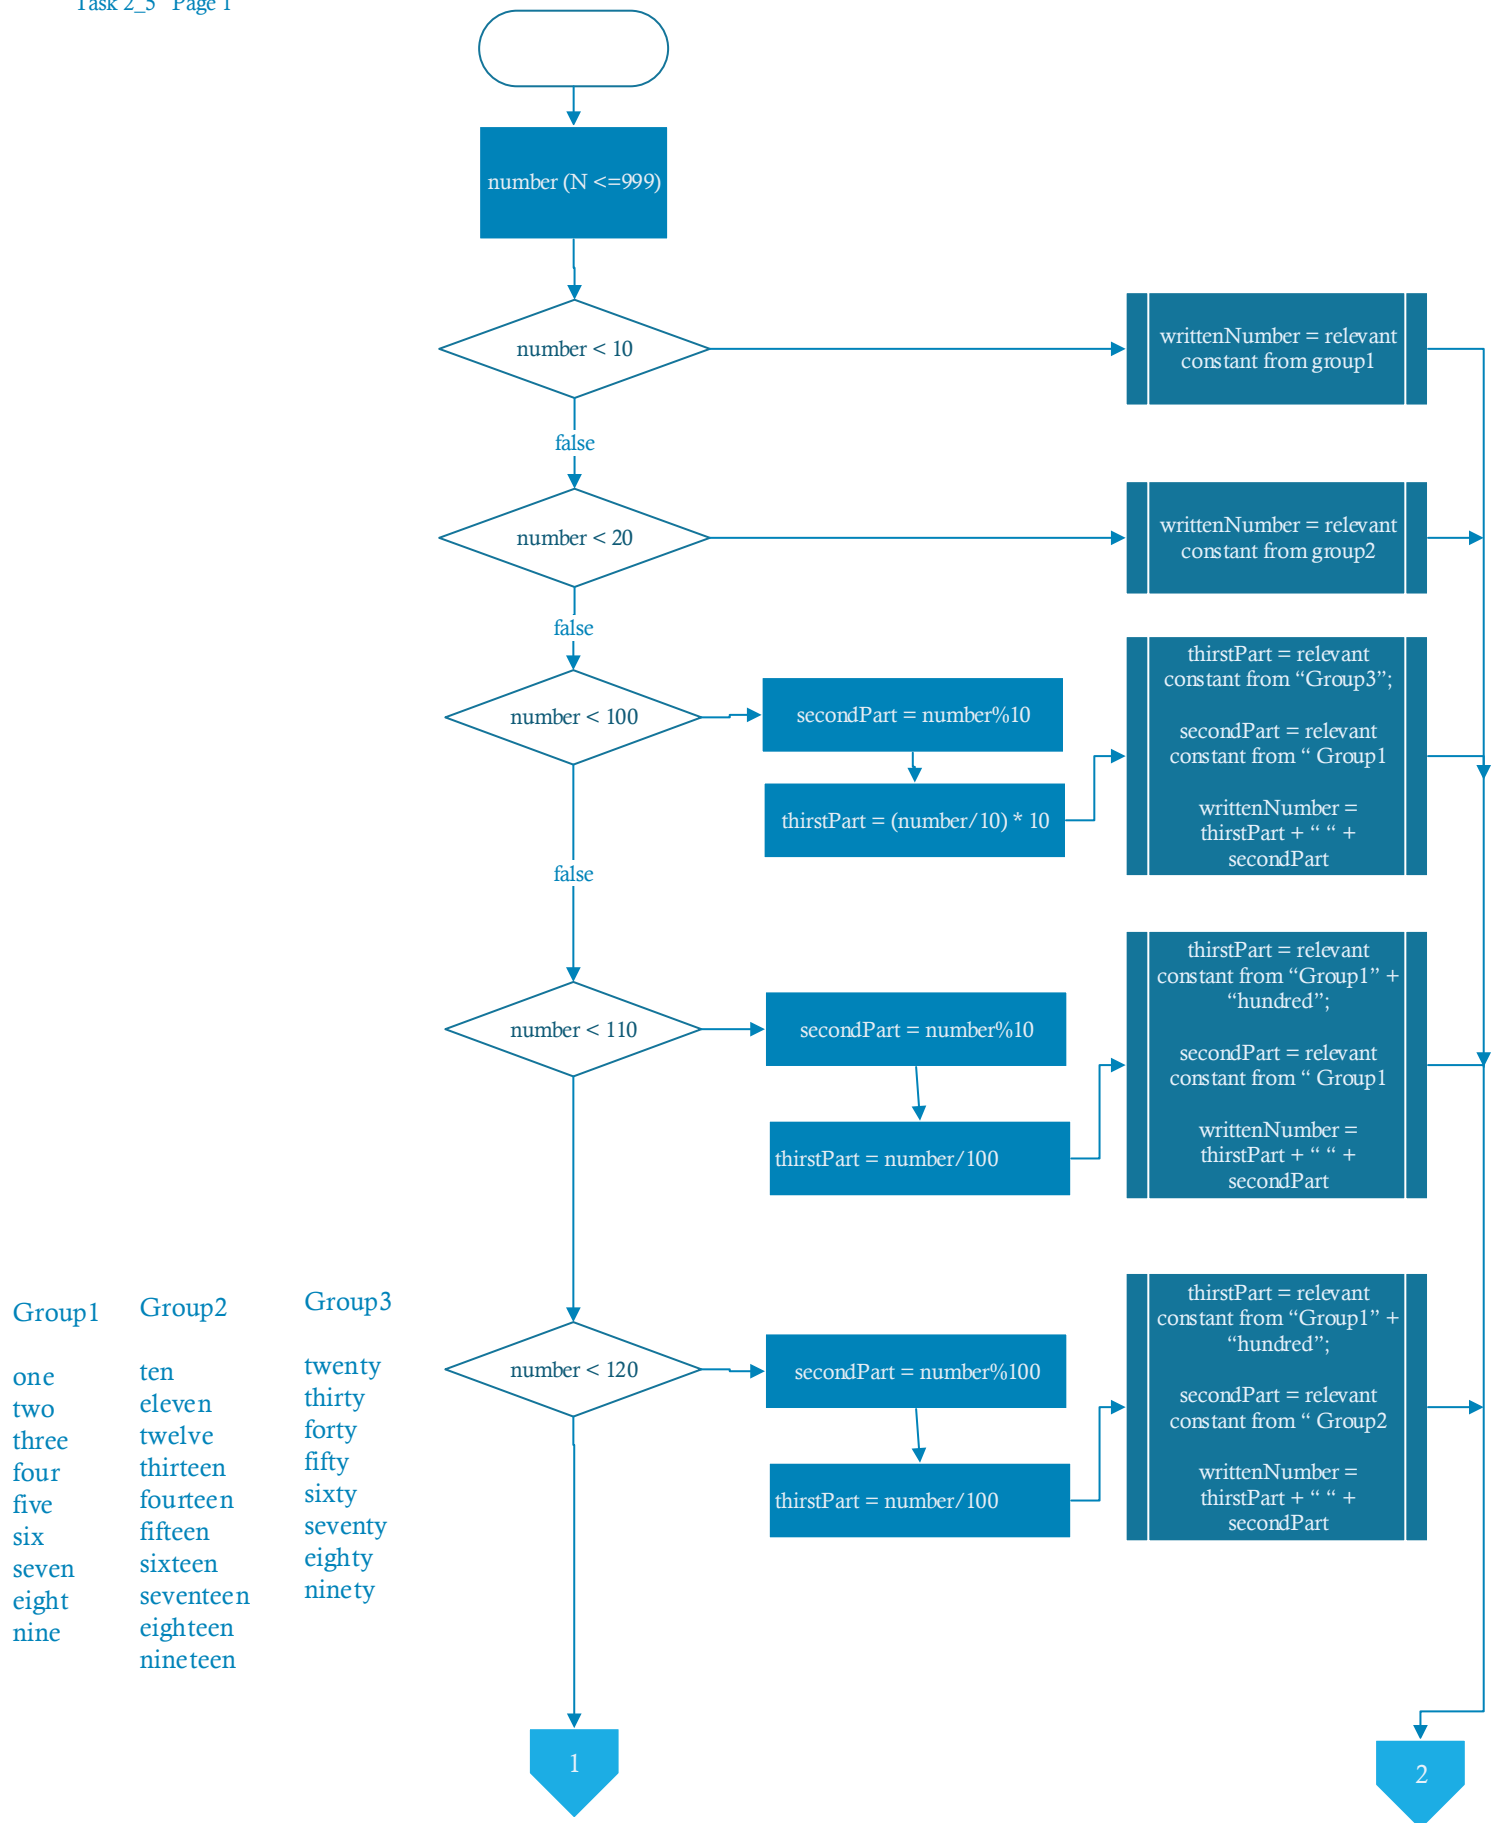 Task 2_5 Page 1
number (N <=999)
number < 10
writtenNumber = relevant
constant from group1
false
number < 20
writtenNumber = relevant
constant from group2
false
number < 100
secondPart = number%10
thirstPart = (number/10) * 10
thirstPart = relevant
constant from “Group3”;
secondPart = relevant
constant from “ Group1
writtenNumber =
thirstPart + “ “ +
secondPart
false
number < 110
secondPart = number%10
thirstPart = number/100
thirstPart = relevant
constant from “Group1” +
“hundred”;
secondPart = relevant
constant from “ Group1
writtenNumber =
thirstPart + “ “ +
secondPart
number < 120
secondPart = number%100
thirstPart = number/100
thirstPart = relevant
constant from “Group1” +
“hundred”;
secondPart = relevant
constant from “ Group2
writtenNumber =
thirstPart + “ “ +
secondPart
Group1
one
two
three
four
five
six
seven
eight
nine
Group2
ten
eleven
twelve
thirteen
fourteen
fifteen
sixteen
seventeen
eighteen
nineteen
Group3
twenty
thirty
forty
fifty
sixty
seventy
eighty
ninety
1
2